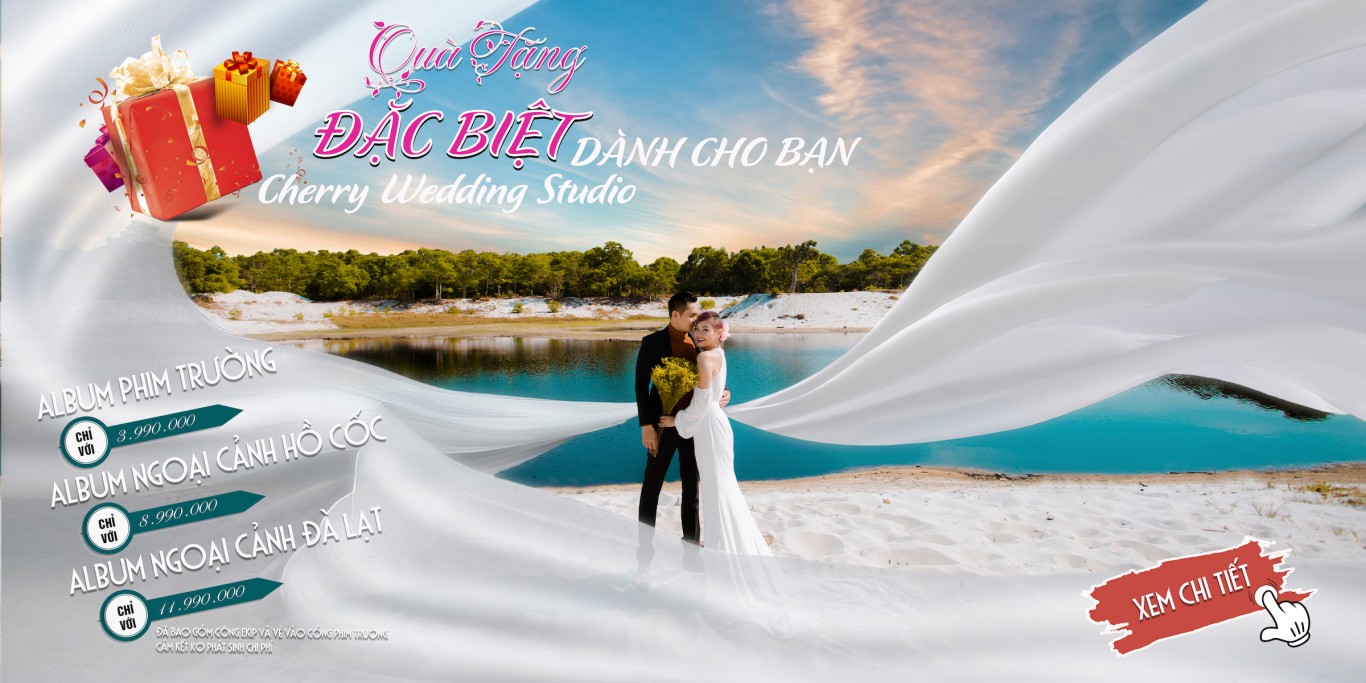 Quà Tặng
ĐẶC BIỆT DÀNH CHO BẠN
Cherry Wedding Studio
ALBUM PHIM TRƯỜNG
CHỈ VỚI 3.990.000
ALBUM NGOẠI CẢNH HỒ CỐC
CHỈ VỚI 8.990.000
ALBUM NGOẠI CẢNH ĐÀ LẠT
CHỈ VỚI 11.990.000
ĐÃ BAO GỒM CÔNG EKIP VÀ VÉ VÀO CỔNG PHIM TRƯỜNG
CAM KẾT KO PHÁT SINH CHI PHÍ
XEM CHI TIẾT